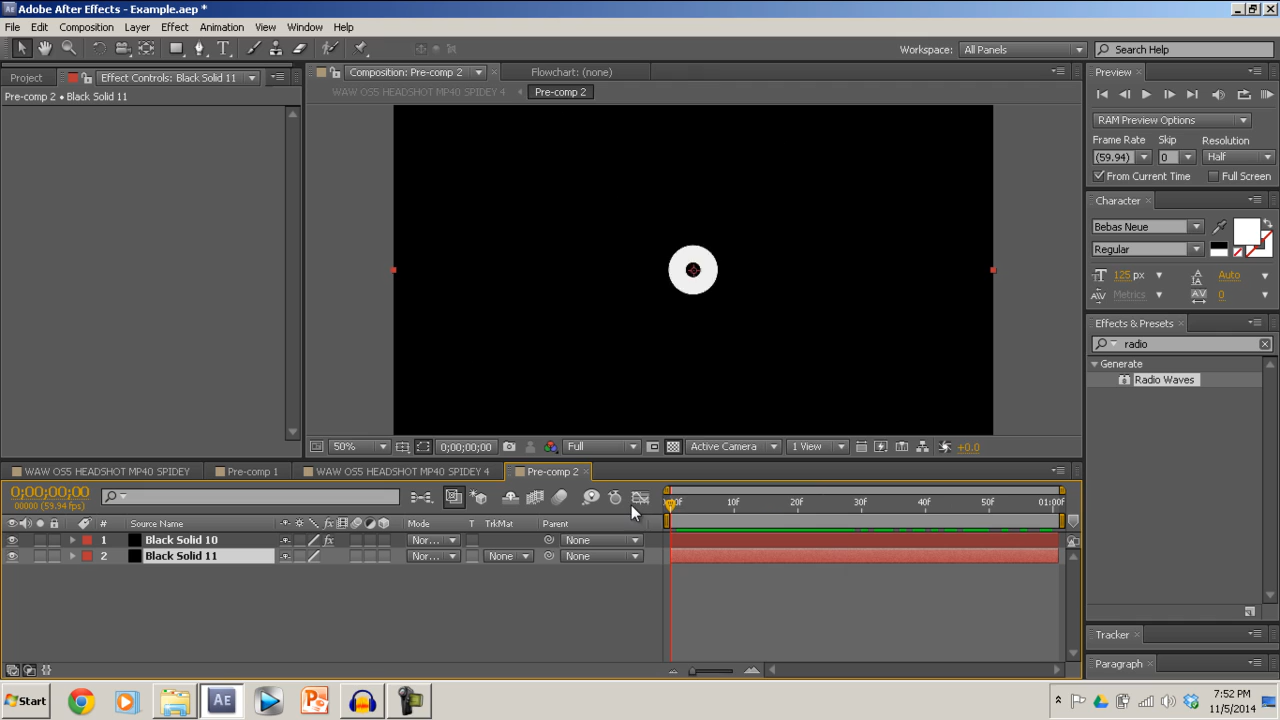 Adobe After Effects - Example.aep *
File Edit Composition Layer Effect Animation View Window Help
Workspace: All Panels Search Help
Project Effect Controls: Black Solid 11
Pre-comp 2 • Black Solid 11
Composition: Pre-comp 2 Flowchart: (none)
WAW OS5 HEADSHOT MP40 SPIDEY 4 Pre-comp 2
50% 0;00;00;00 Full Active Camera 1 View +0.0
Preview
RAM Preview Options
Frame Rate Skip Resolution
(59.94) 0 Half
From Current Time Full Screen
Character
Bebas Neue
Regular
125 px Auto
Metrics 0
Effects & Presets
radio
Generate
Radio Waves
Tracker
Paragraph
WAW OS5 HEADSHOT MP40 SPIDEY Pre-comp 1 WAW OS5 HEADSHOT MP40 SPIDEY 4 Pre-comp 2
0;00;00;00
00000 (59.94 fps)
:00F 10F 20F 30F 40F 50F 01:00F
# Source Name Mode T TrkMat Parent
1 Black Solid 10 Nor... None
2 Black Solid 11 Nor... None None
Start Ae P 7:52 PM
11/5/2014